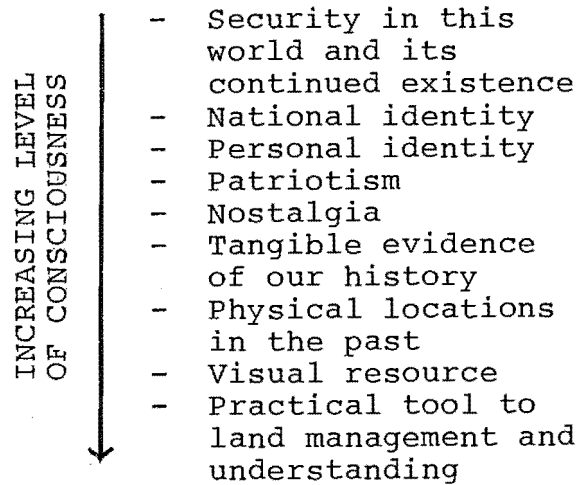 INCREASING LEVEL
OF CONSCIOUSNESS
- Security in this
world and its
continued existence
- National identity
- Personal identity
- Patriotism
- Nostalgia
- Tangible evidence
of our history
- Physical locations
in the past
- Visual resource
- Practical tool to
land management and
understanding